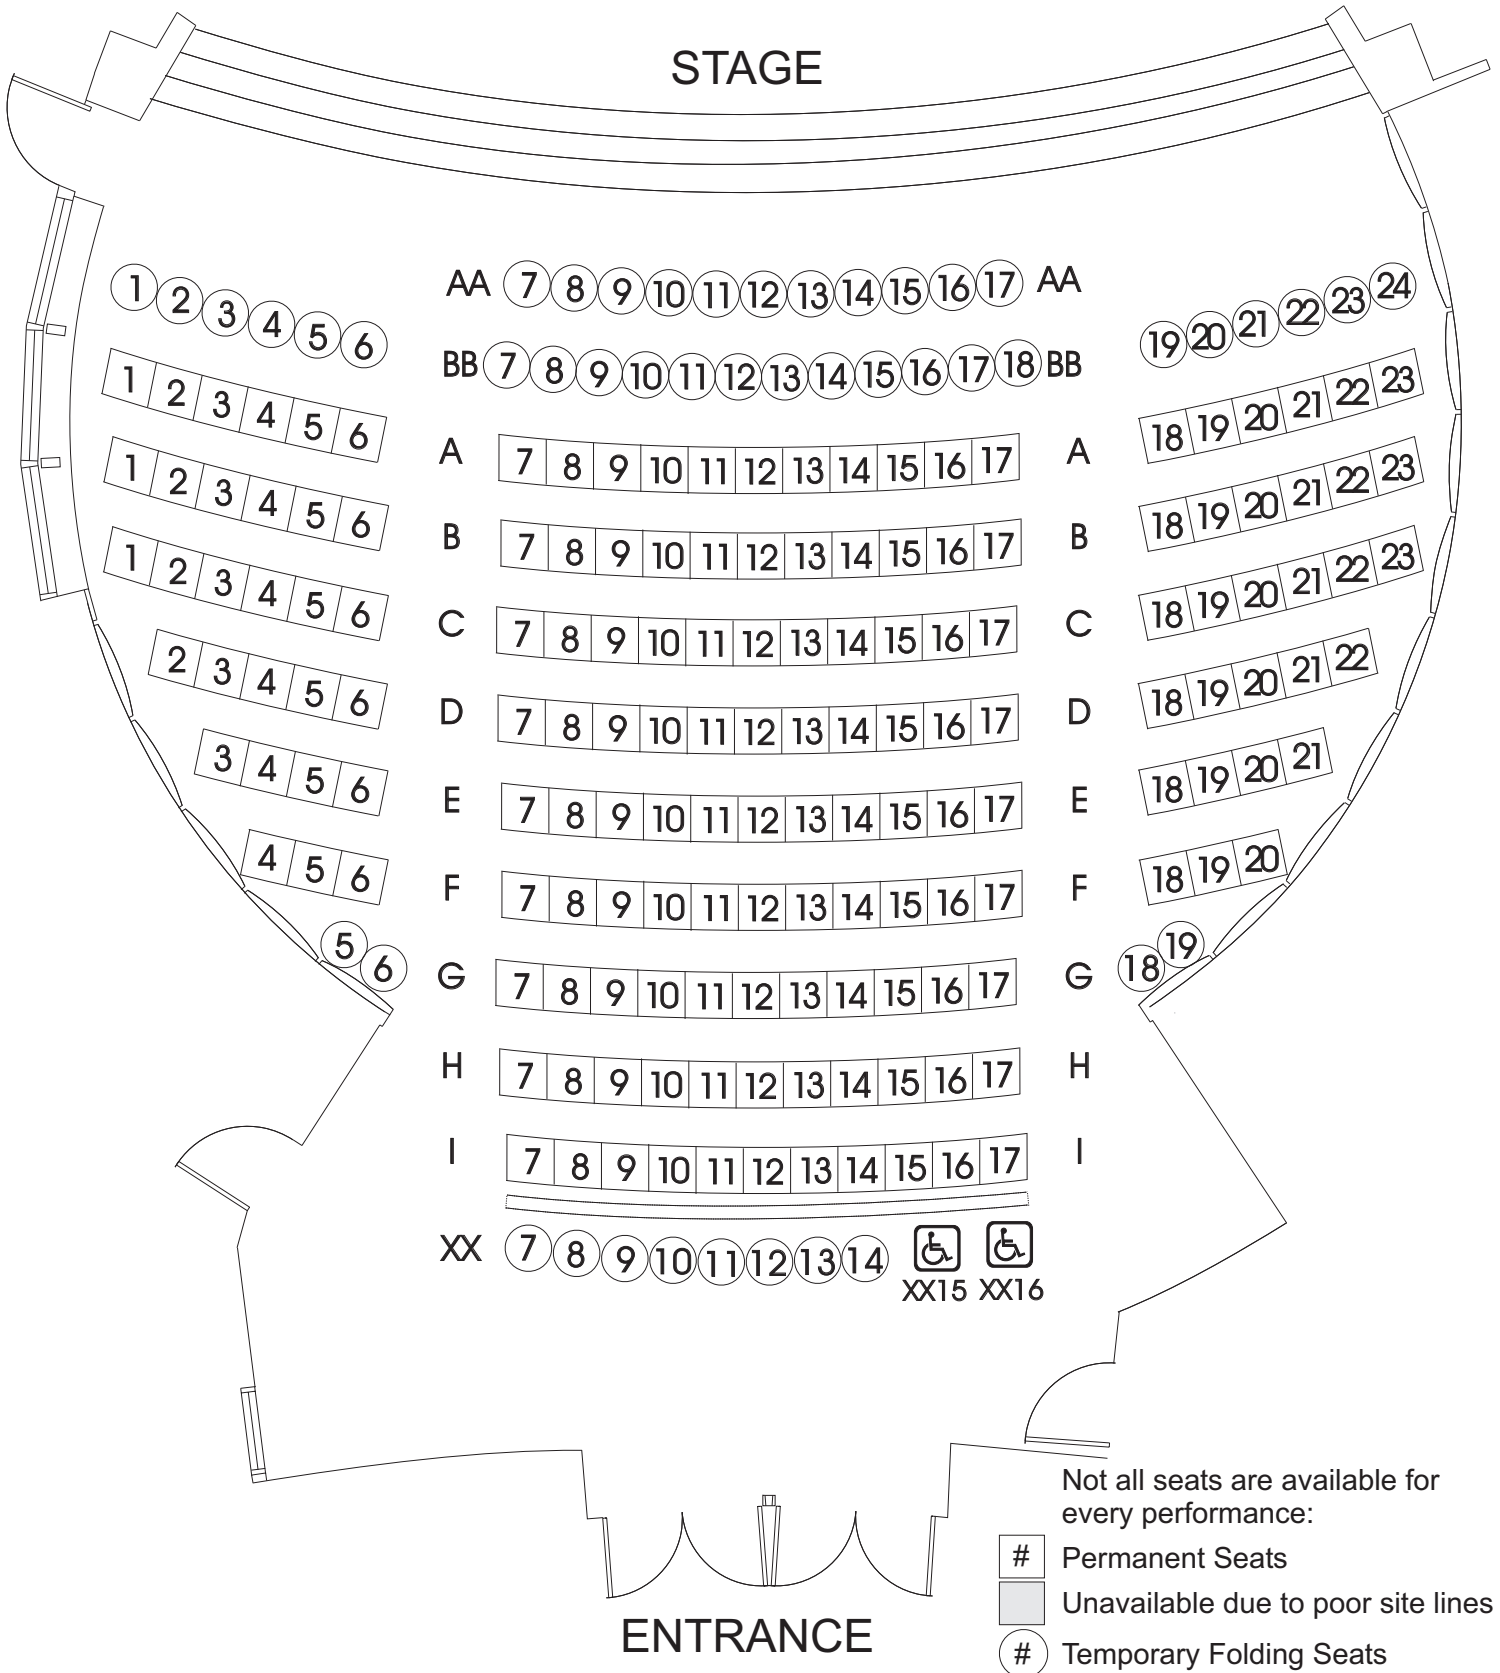 STAGE
1 2 3 4 5 6 AA 7 8 9 10 11 12 13 14 15 16 17 AA 19 20 21 22 23 24
BB 7 8 9 10 11 12 13 14 15 16 17 18 BB
1 2 3 4 5 6 A 7 8 9 10 11 12 13 14 15 16 17 A 18 19 20 21 22 23
1 2 3 4 5 6 B 7 8 9 10 11 12 13 14 15 16 17 B 18 19 20 21 22 23
1 2 3 4 5 6 C 7 8 9 10 11 12 13 14 15 16 17 C 18 19 20 21 22 23
2 3 4 5 6 D 7 8 9 10 11 12 13 14 15 16 17 D 18 19 20 21 22
3 4 5 6 E 7 8 9 10 11 12 13 14 15 16 17 E 18 19 20 21
4 5 6 F 7 8 9 10 11 12 13 14 15 16 17 F 18 19 20
5 6 G 7 8 9 10 11 12 13 14 15 16 17 G 18 19
H 7 8 9 10 11 12 13 14 15 16 17 H
I 7 8 9 10 11 12 13 14 15 16 17 I
XX 7 8 9 10 11 12 13 14
XX15 XX16
Not all seats are available for
every performance:
# Permanent Seats
Unavailable due to poor site lines
# Temporary Folding Seats
ENTRANCE